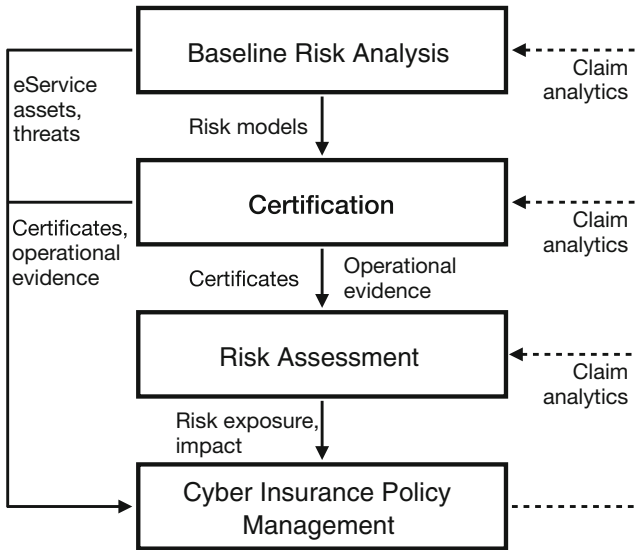 Baseline Risk Analysis
Claim
analytics
eService
assets,
threats
Risk models
Certification
Claim
analytics
Certificates,
operational
evidence
Certificates
Operational
evidence
Risk Assessment
Claim
analytics
Risk exposure,
impact
Cyber Insurance Policy
Management